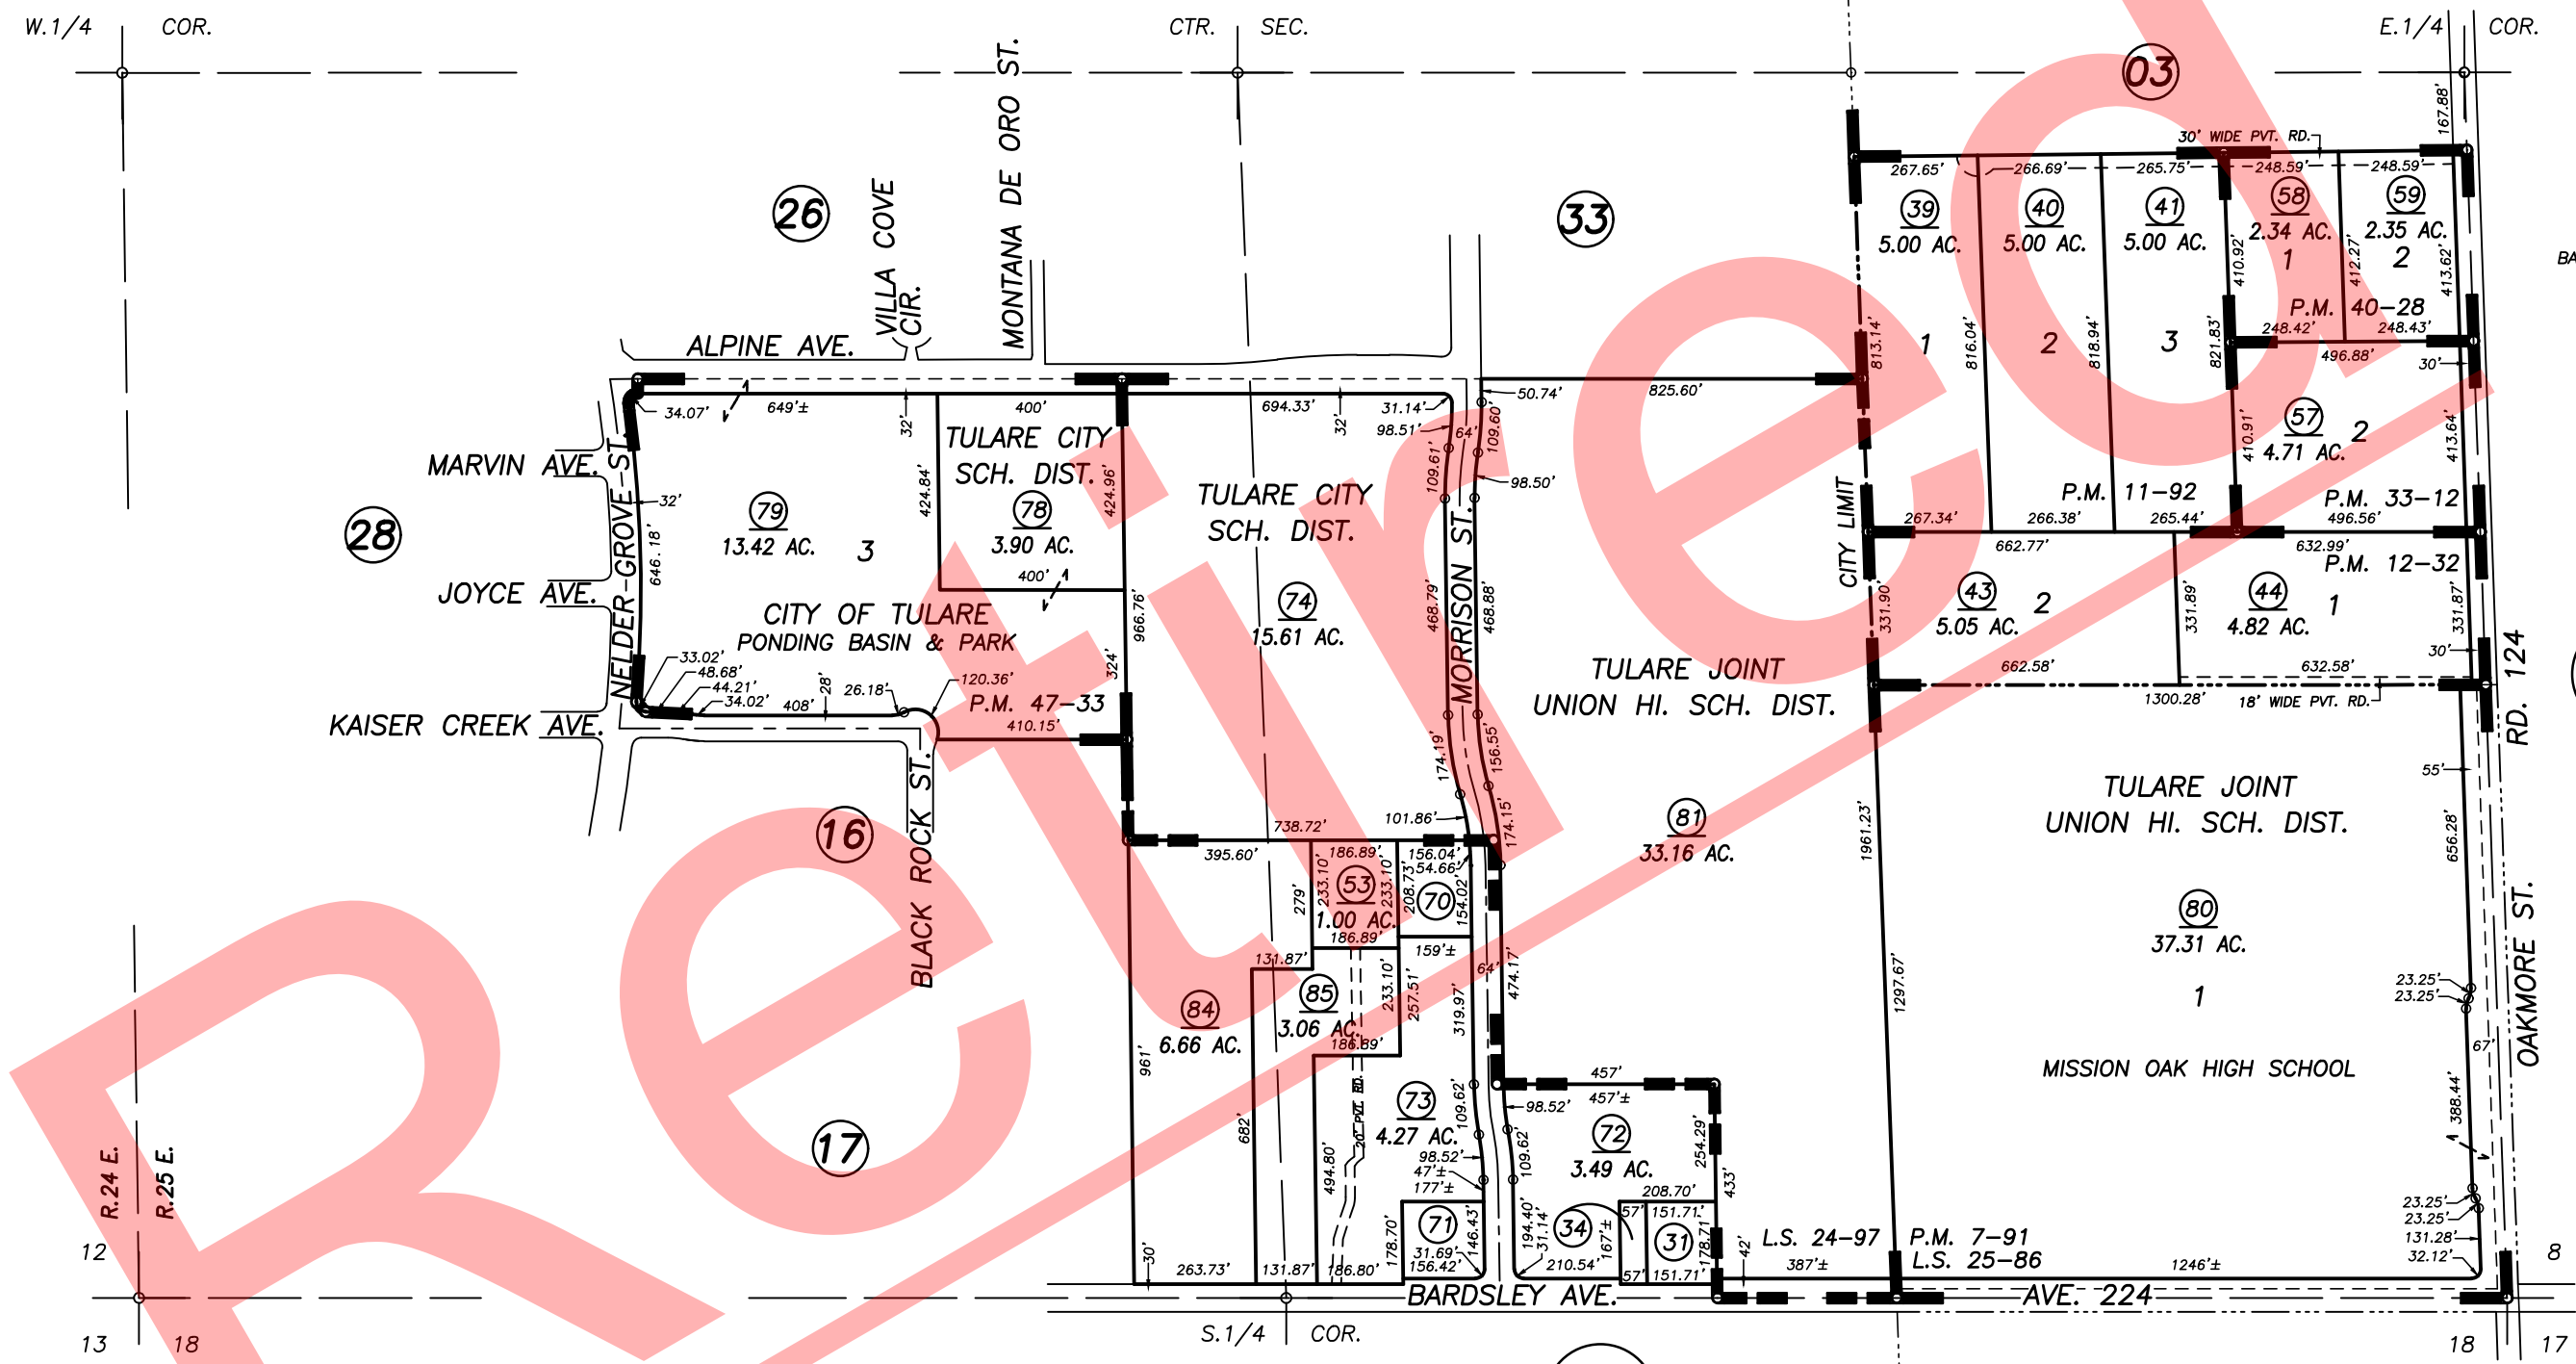 W.1/4 COR.
CTR. SEC.
E.1/4 COR.
03
26
33
28
16
17
VILLA COVE
CIR.
MONTANA DE ORO ST.
ALPINE AVE.
MARVIN AVE.
JOYCE AVE.
KAISER CREEK AVE.
NELDER-GROVE ST.
BLACK ROCK ST.
MORRISON ST.
CITY LIMIT
RD. 124
OAKMORE ST.
BARDSLEY AVE.
AVE. 224
167.88'
30' WIDE PVT. RD.
267.65'
266.69'
265.75'
248.59'
248.59'
39
5.00 AC.
40
5.00 AC.
41
5.00 AC.
58
2.34 AC.
1
59
2.35 AC.
2
BA
410.92'
412.27'
413.62'
P.M. 40-28
248.42'
248.43'
496.88'
30'
813.14'
1
816.04'
2
818.94'
3
821.83'
57
4.71 AC.
2
410.91'
413.64'
P.M. 11-92
P.M. 33-12
267.34'
266.38'
265.44'
496.56'
662.77'
632.99'
P.M. 12-32
43
5.05 AC.
2
44
4.82 AC.
1
331.90'
331.89'
331.87'
30'
662.58'
632.58'
1300.28'
18' WIDE PVT. RD.
34.07'
649'±
32'
400'
694.33'
32'
31.14'
50.74'
825.60'
98.51'
64'
109.60'
109.61'
98.50'
TULARE CITY
SCH. DIST.
78
3.90 AC.
424.84'
424.96'
400'
32'
646.18'
79
13.42 AC.
3
CITY OF TULARE
PONDING BASIN & PARK
33.02'
48.68'
44.21'
34.02'
408'
28'
26.18'
120.36'
P.M. 47-33
410.15'
966.76'
324'
TULARE CITY
SCH. DIST.
74
15.61 AC.
468.79'
468.88'
174.19'
156.55'
101.86'
174.15'
738.72'
TULARE JOINT
UNION HI. SCH. DIST.
81
33.16 AC.
1961.23'
1297.67'
TULARE JOINT
UNION HI. SCH. DIST.
80
37.31 AC.
1
MISSION OAK HIGH SCHOOL
55'
656.28'
23.25'
23.25'
67'
388.44'
23.25'
23.25'
131.28'
32.12'
395.60'
186.89'
156.04'
54.66'
279'
233.10'
53
1.00 AC.
233.10'
208.73'
70
154.02'
186.89'
159'±
131.87'
64'
474.17'
84
6.66 AC.
85
3.06 AC.
233.10'
257.51'
319.97'
186.89'
961'
682'
494.80'
20' PVT. RD.
73
4.27 AC.
109.62'
98.52'
47'±
177'±
457'
457'±
98.52'
109.62'
72
3.49 AC.
254.29'
433'
208.70'
71
178.70'
146.43'
31.69'
156.42'
194.40'
31.14'
34
167'±
57'
151.71'
31
178.71'
42'
210.54'
57'
151.71'
30'
263.73'
131.87'
186.80'
L.S. 24-97
P.M. 7-91
L.S. 25-86
387'±
1246'±
R.24 E.
R.25 E.
12
8
13 18
S.1/4 COR.
18 17
Retired